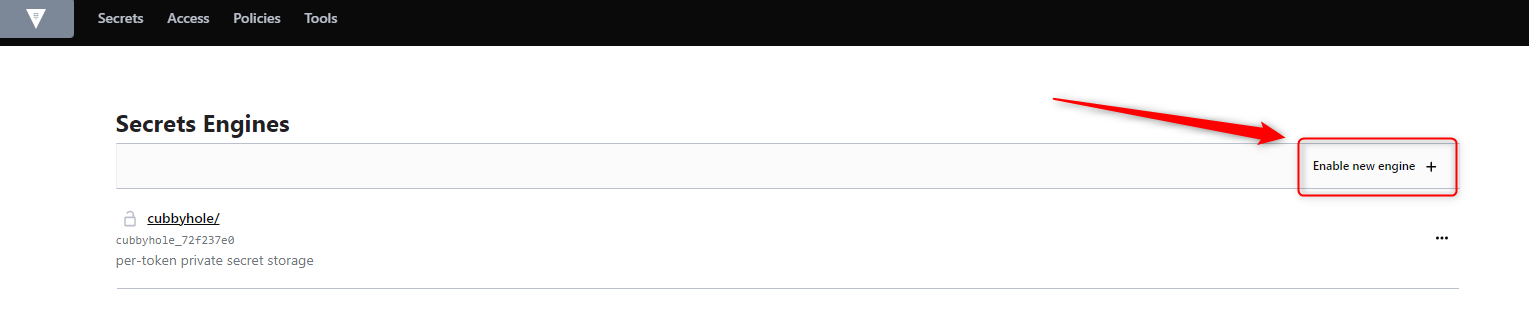 Secrets Access Policies Tools
Secrets Engines
Enable new engine +
cubbyhole/
cubbyhole_72f237e0
per-token private secret storage